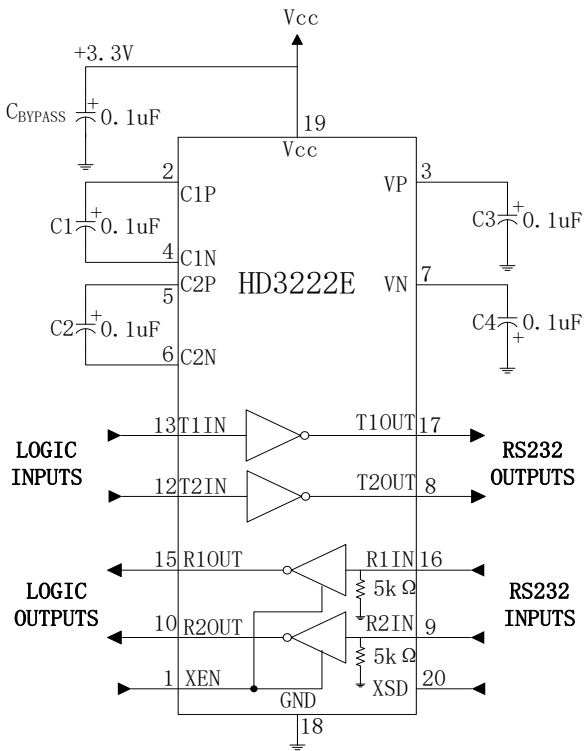 Vcc
+3.3V
CBYPASS + 0.1uF
19
Vcc
2 C1P
VP 3
C1 + 0.1uF
C3 + 0.1uF
4 C1N
C2P
5
HD3222E
VN 7
C2 + 0.1uF
C4 0.1uF
+
6 C2N
13 T1IN
T1OUT 17
LOGIC
INPUTS
RS232
OUTPUTS
12 T2IN
T2OUT 8
15 R1OUT
R1IN 16
5kΩ
LOGIC
OUTPUTS
RS232
INPUTS
10 R2OUT
R2IN 9
5kΩ
1 XEN
XSD 20
GND
18